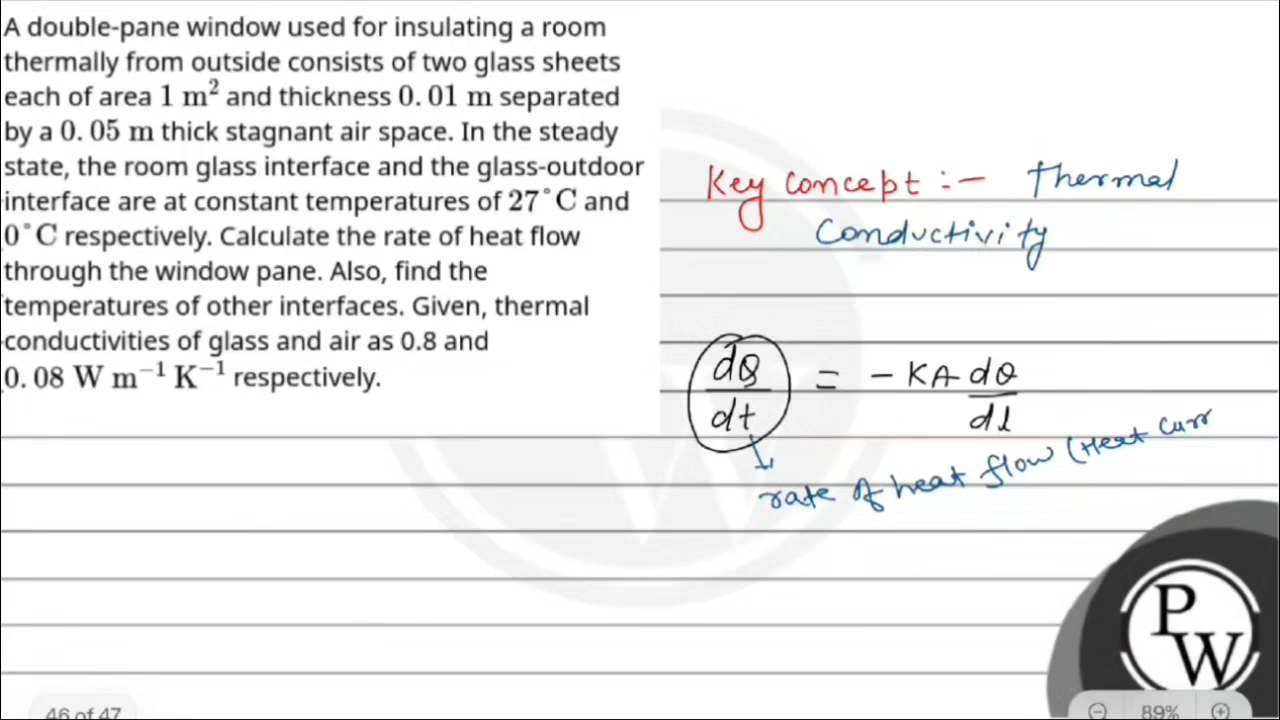 A double-pane window used for insulating a room
thermally from outside consists of two glass sheets
each of area 1 m² and thickness 0. 01 m separated
by a 0. 05 m thick stagnant air space. In the steady
state, the room glass interface and the glass-outdoor
interface are at constant temperatures of 27°C and
0°C respectively. Calculate the rate of heat flow
through the window pane. Also, find the
temperatures of other interfaces. Given, thermal
conductivities of glass and air as 0.8 and
0. 08 W m⁻¹ K⁻¹ respectively.
Key concept :- Thermal
Conductivity
dQ/dt = - KA dθ/dl
rate of heat flow (Heat Curr
P
W
46 of 47
89%